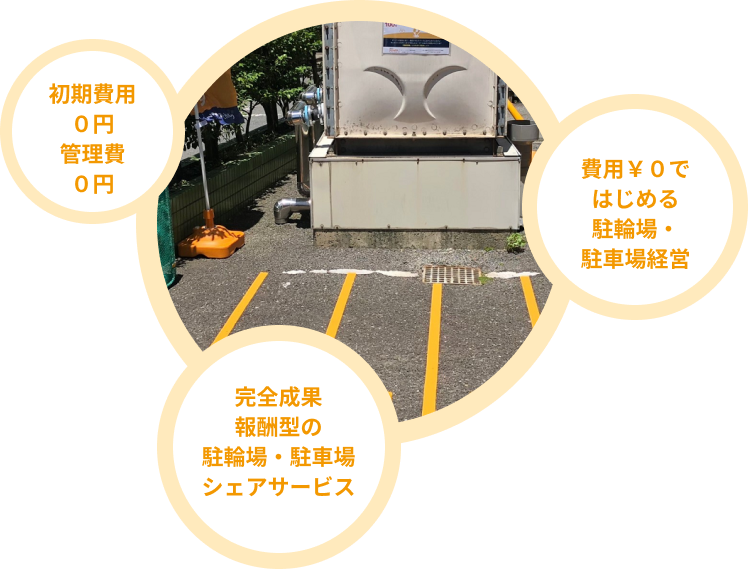 初期費用
０円
管理費
０円
費用￥０で
はじめる
駐輪場・
駐車場経営
完全成果
報酬型の
駐輪場・駐車場
シェアサービス